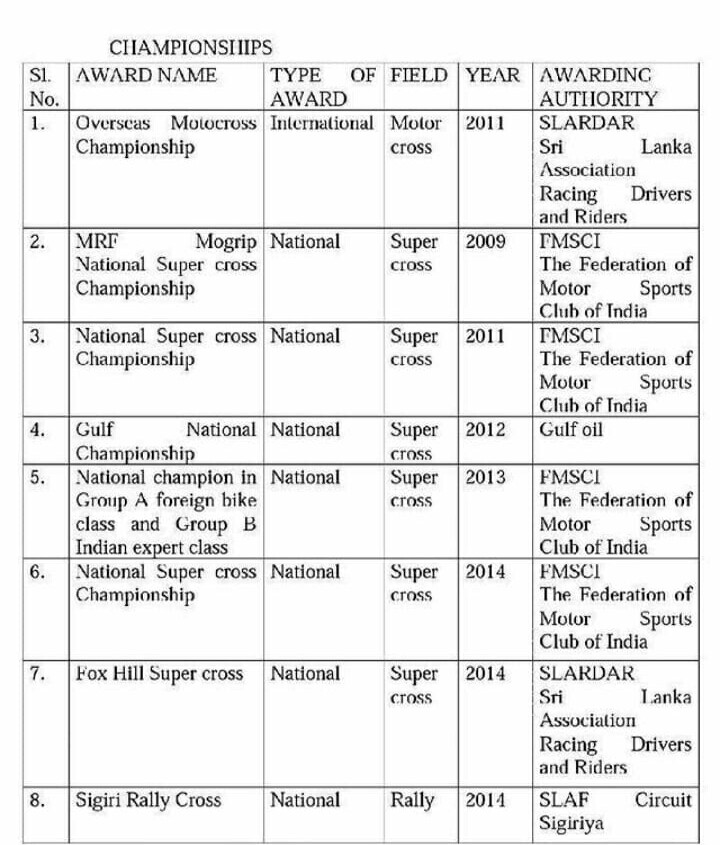 CHAMPIONSHIPS
Sl. No. AWARD NAME TYPE OF AWARD FIELD YEAR AWARDING AUTHORITY
1. Overseas Motocross Championship International Motor cross 2011 SLARDAR Sri Lanka Association Racing Drivers and Riders
2. MRF Mogrip National Super cross Championship National Super cross 2009 FMSCI The Federation of Motor Sports Club of India
3. National Super cross Championship National Super cross 2011 FMSCI The Federation of Motor Sports Club of India
4. Gulf National Championship National Super cross 2012 Gulf oil
5. National champion in Group A foreign bike class and Group B Indian expert class National Super cross 2013 FMSCI The Federation of Motor Sports Club of India
6. National Super cross Championship National Super cross 2014 FMSCI The Federation of Motor Sports Club of India
7. Fox Hill Super cross National Super cross 2014 SLARDAR Sri Lanka Association Racing Drivers and Riders
8. Sigiri Rally Cross National Rally 2014 SLAF Circuit Sigiriya